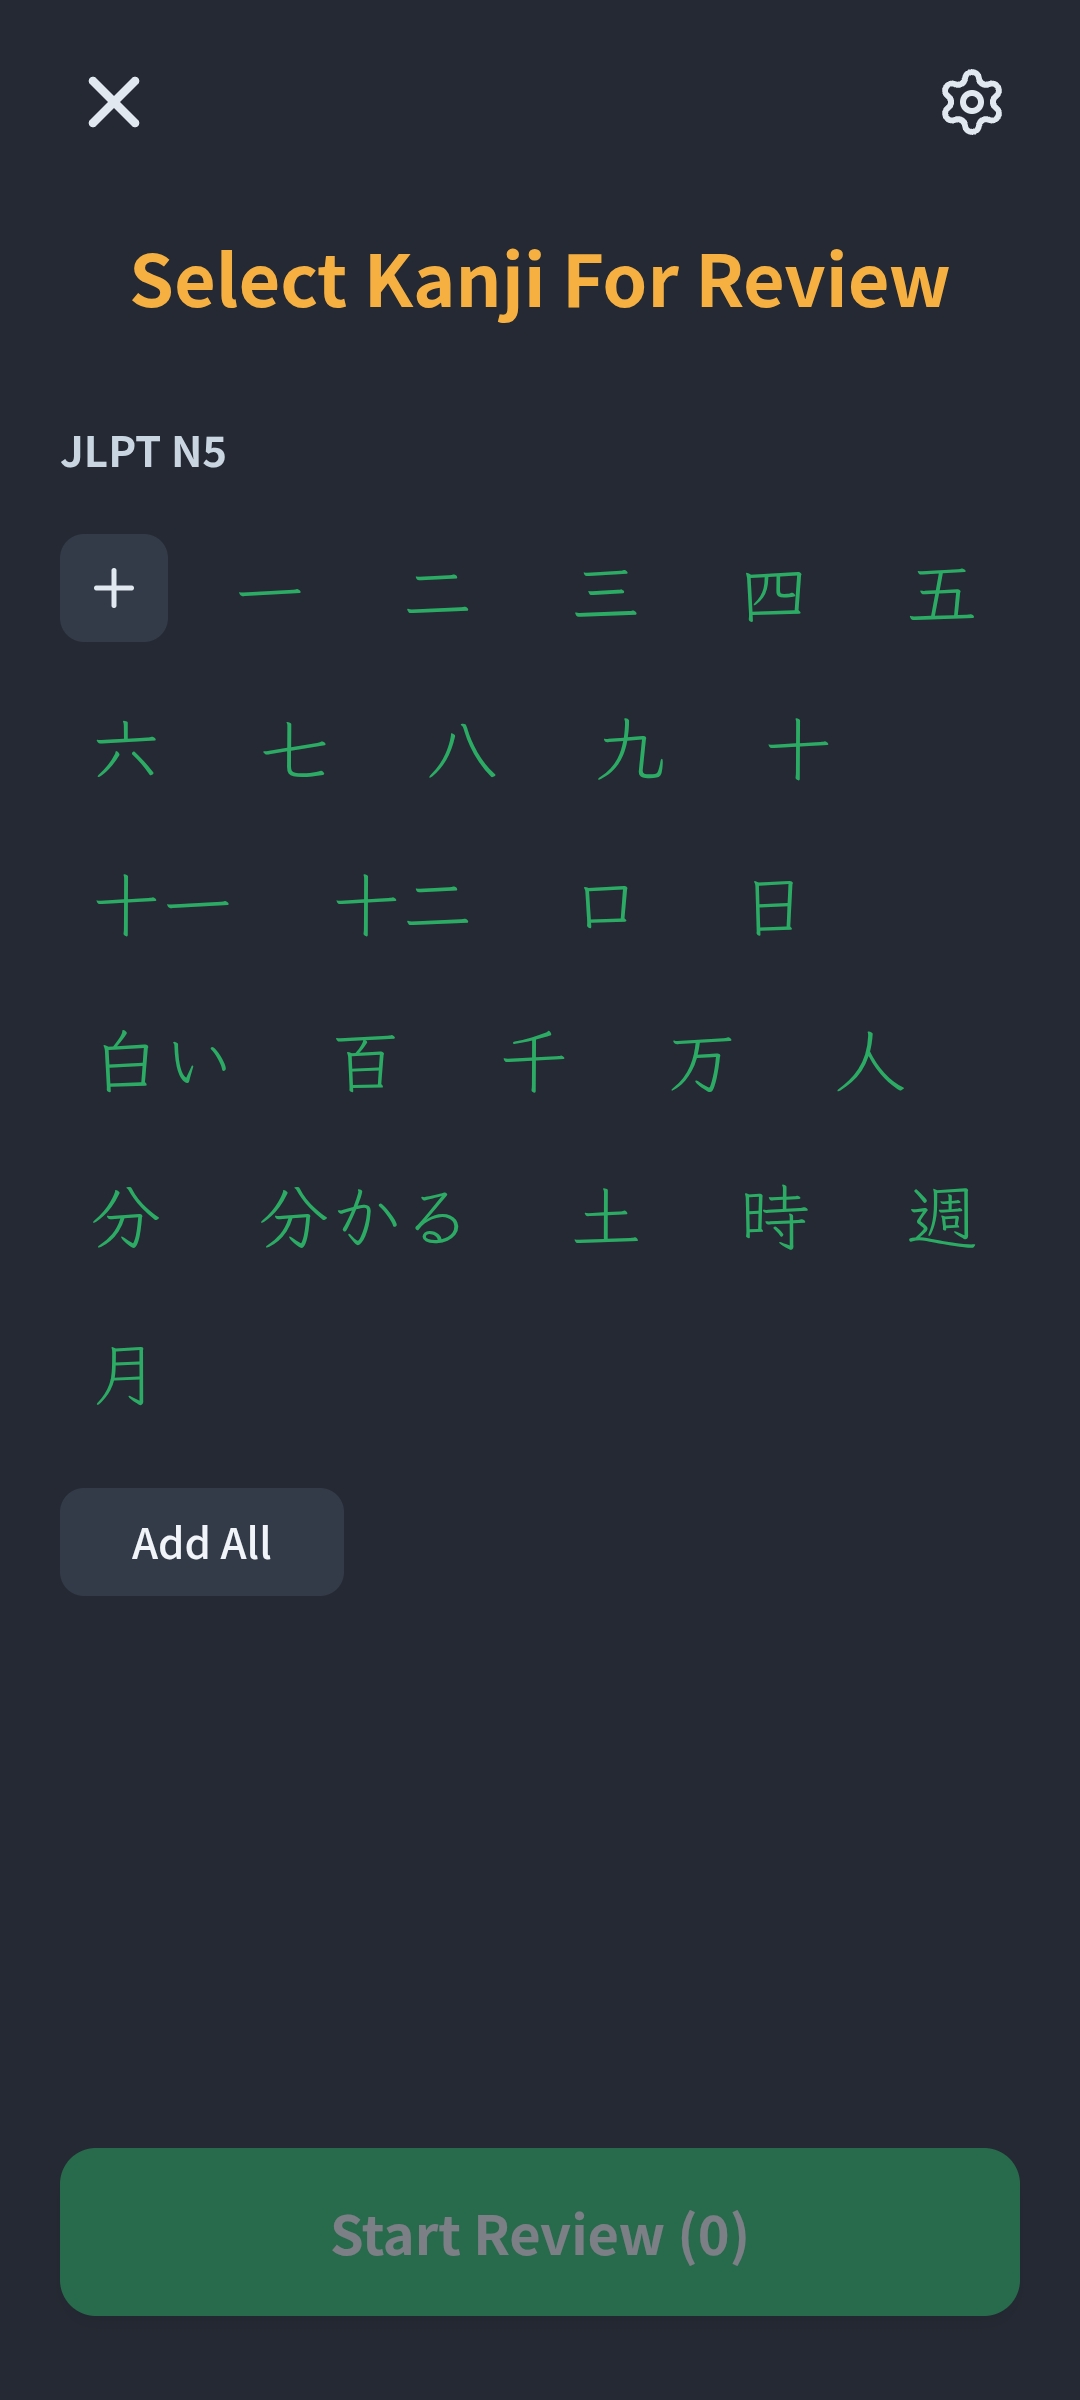 Select Kanji For Review
JLPT N5
一 二 三 四 五
六 七 八 九 十
十一 十二 口 日
白い 百 千 万 人
分 分かる 土 時 週
月
Add All
Start Review (0)